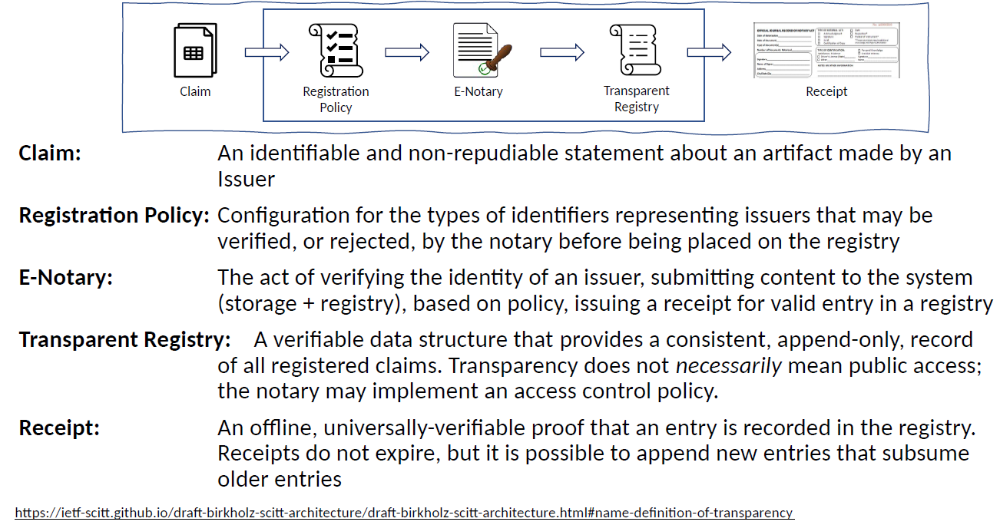 Claim
Registration
Policy
E-Notary
Transparent
Registry
Receipt
Claim: An identifiable and non-repudiable statement about an artifact made by an
Issuer
Registration Policy: Configuration for the types of identifiers representing issuers that may be
verified, or rejected, by the notary before being placed on the registry
E-Notary: The act of verifying the identity of an issuer, submitting content to the system
(storage + registry), based on policy, issuing a receipt for valid entry in a registry
Transparent Registry: A verifiable data structure that provides a consistent, append-only, record
of all registered claims. Transparency does not necessarily mean public access;
the notary may implement an access control policy.
Receipt: An offline, universally-verifiable proof that an entry is recorded in the registry.
Receipts do not expire, but it is possible to append new entries that subsume
older entries
https://ietf-scitt.github.io/draft-birkholz-scitt-architecture/draft-birkholz-scitt-architecture.html#name-definition-of-transparency